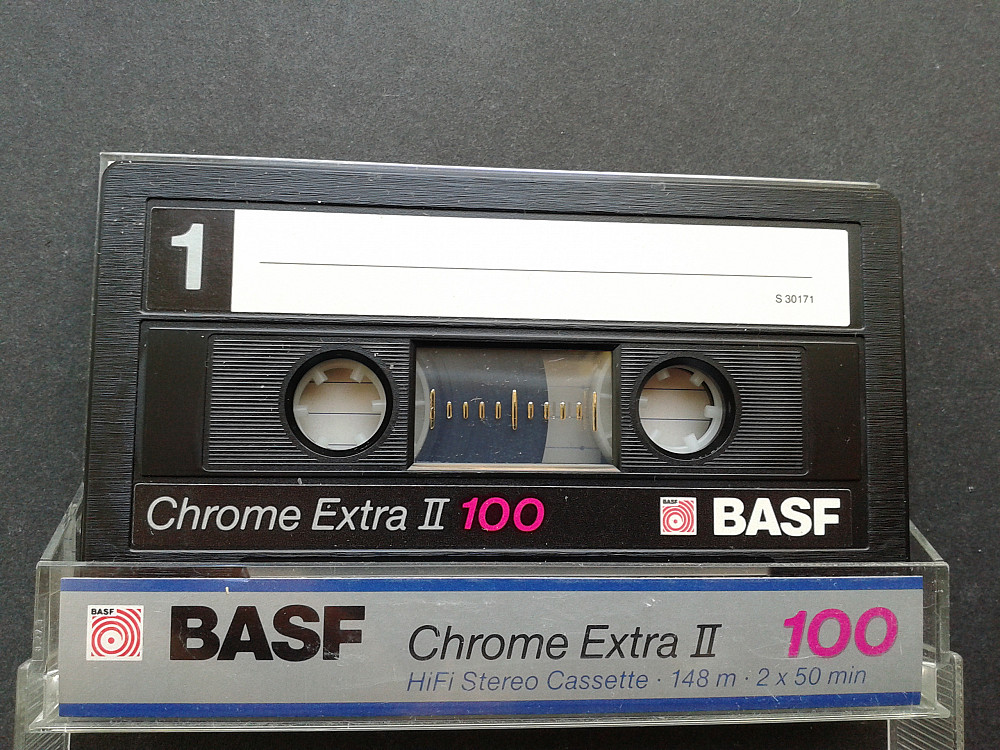 1
S 30171
Chrome Extra II 100
BASF BASF
BASF BASF
Chrome Extra II 100
HiFi Stereo Cassette · 148 m · 2 x 50 min